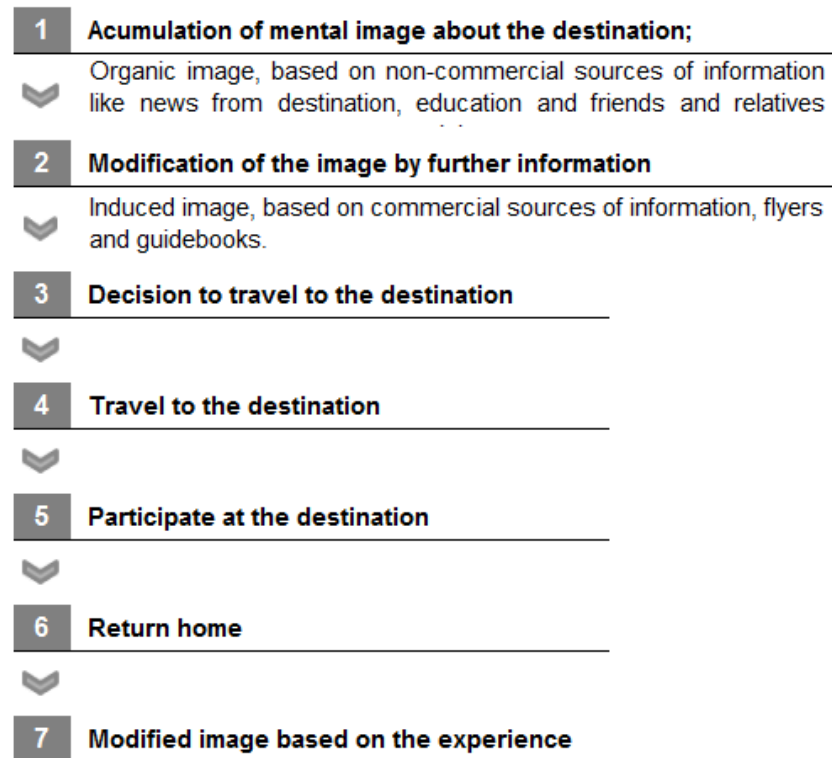 1 Acumulation of mental image about the destination;
Organic image, based on non-commercial sources of information
like news from destination, education and friends and relatives
2 Modification of the image by further information
Induced image, based on commercial sources of information, flyers
and guidebooks.
3 Decision to travel to the destination
4 Travel to the destination
5 Participate at the destination
6 Return home
7 Modified image based on the experience